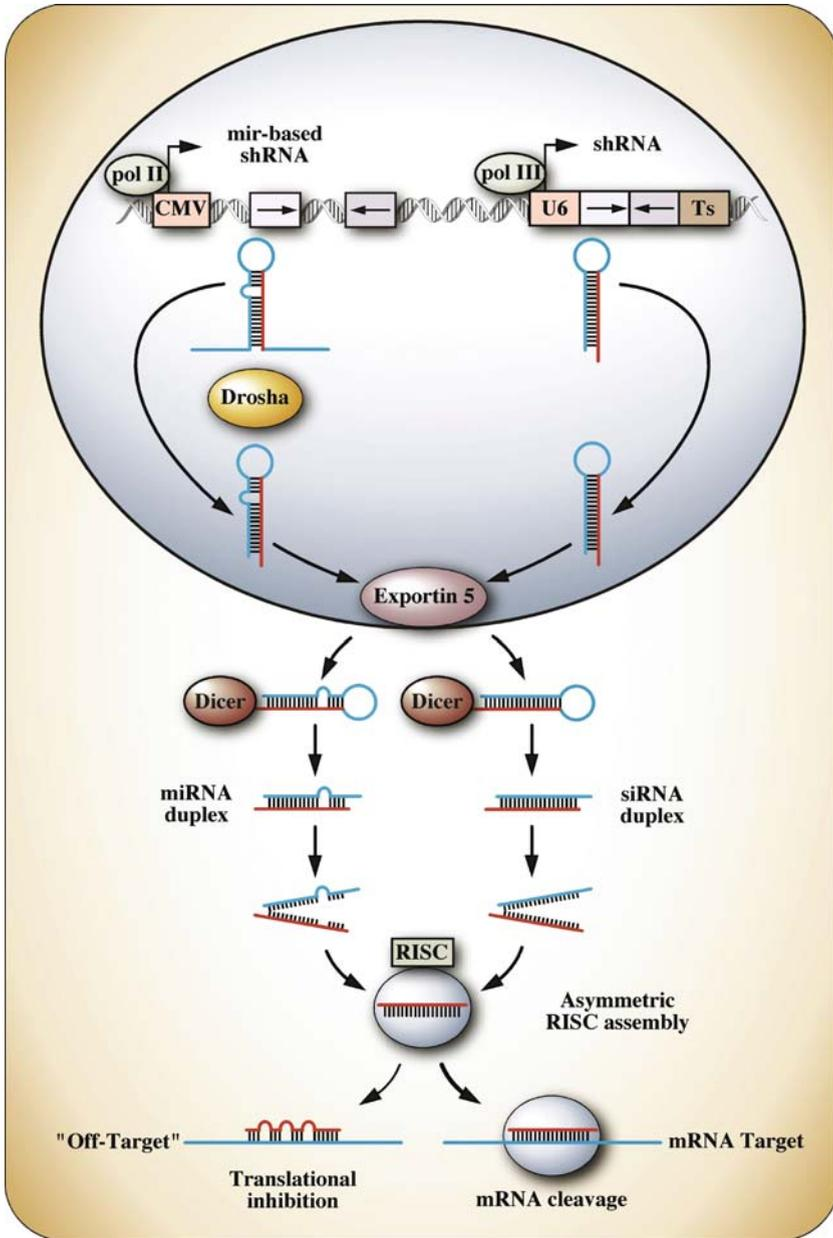 mir-based
shRNA
shRNA
pol II
pol III
CMV
U6
Ts
Drosha
Exportin 5
Dicer
Dicer
miRNA
duplex
siRNA
duplex
RISC
Asymmetric
RISC assembly
"Off-Target"
mRNA Target
Translational
inhibition
mRNA cleavage